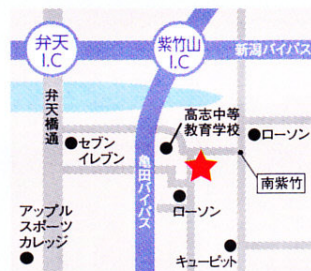 弁天
I.C
紫竹山
I.C
新潟バイパス
弁天橋通
高志中等
教育学校
ローソン
セブン
イレブン
亀田バイパス
南紫竹
ローソン
アップル
スポーツ
カレッジ
キューピット